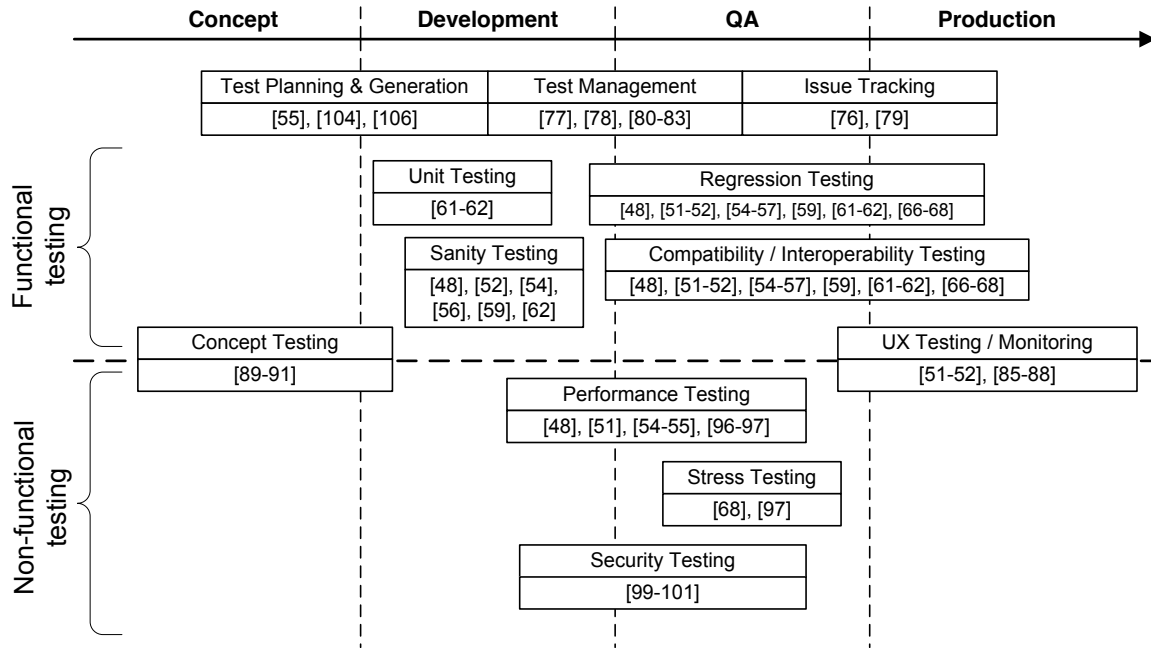 Concept Development QA Production
Test Planning & Generation Test Management Issue Tracking
[55], [104], [106] [77], [78], [80-83] [76], [79]
Functional
testing
Unit Testing Regression Testing
[61-62] [48], [51-52], [54-57], [59], [61-62], [66-68]
Sanity Testing Compatibility / Interoperability Testing
[48], [52], [54], [48], [51-52], [54-57], [59], [61-62], [66-68]
[56], [59], [62]
Concept Testing UX Testing / Monitoring
[89-91] [51-52], [85-88]
Non-functional
testing
Performance Testing
[48], [51], [54-55], [96-97]
Stress Testing
[68], [97]
Security Testing
[99-101]